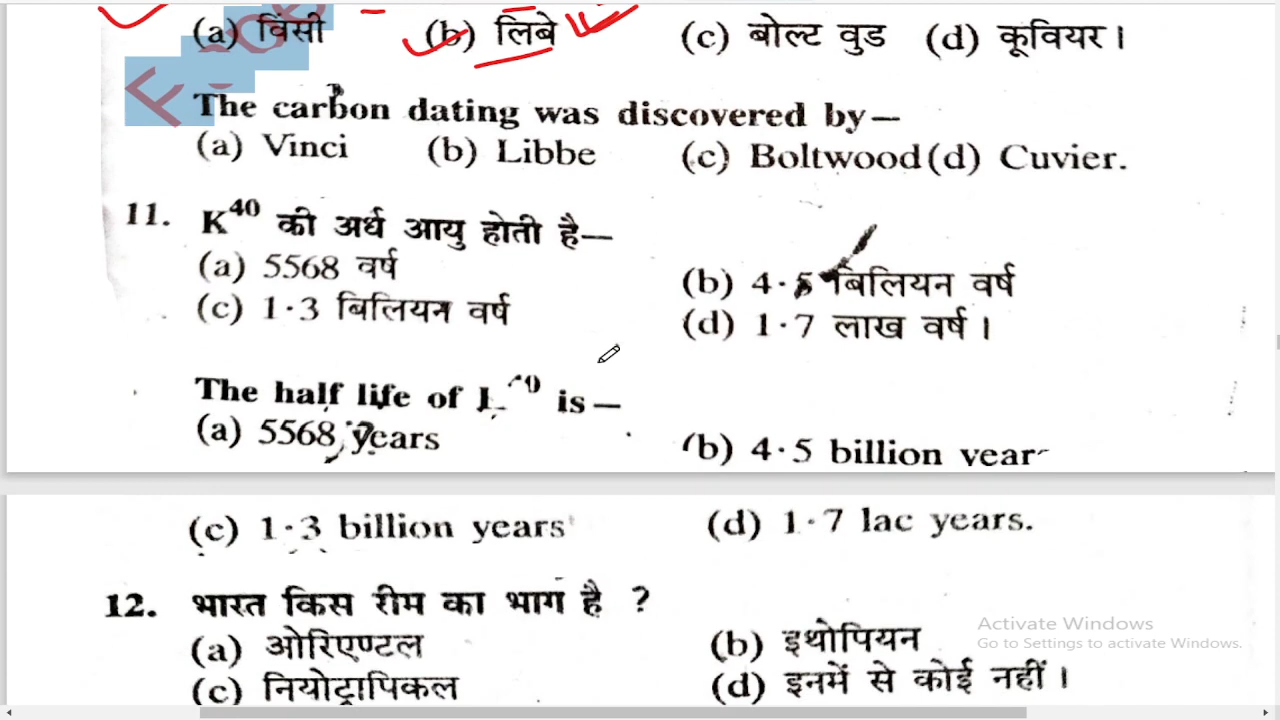 (a) विंसी (b) लिबे (c) बोल्ट वुड (d) कूवियर।
The carbon dating was discovered by—
(a) Vinci (b) Libbe (c) Boltwood (d) Cuvier.
11. K⁴⁰ की अर्ध आयु होती है—
(a) 5568 वर्ष (b) 4·5 बिलियन वर्ष
(c) 1·3 बिलियन वर्ष (d) 1·7 लाख वर्ष।
The half life of is—
(a) 5568 years (b) 4·5 billion year
(c) 1·3 billion years (d) 1·7 lac years.
12. भारत किस रीम का भाग है ?
(a) ओरिएण्टल (b) इथोपियन
(c) नियोट्रापिकल (d) इनमें से कोई नहीं।
Activate Windows
Go to Settings to activate Windows.